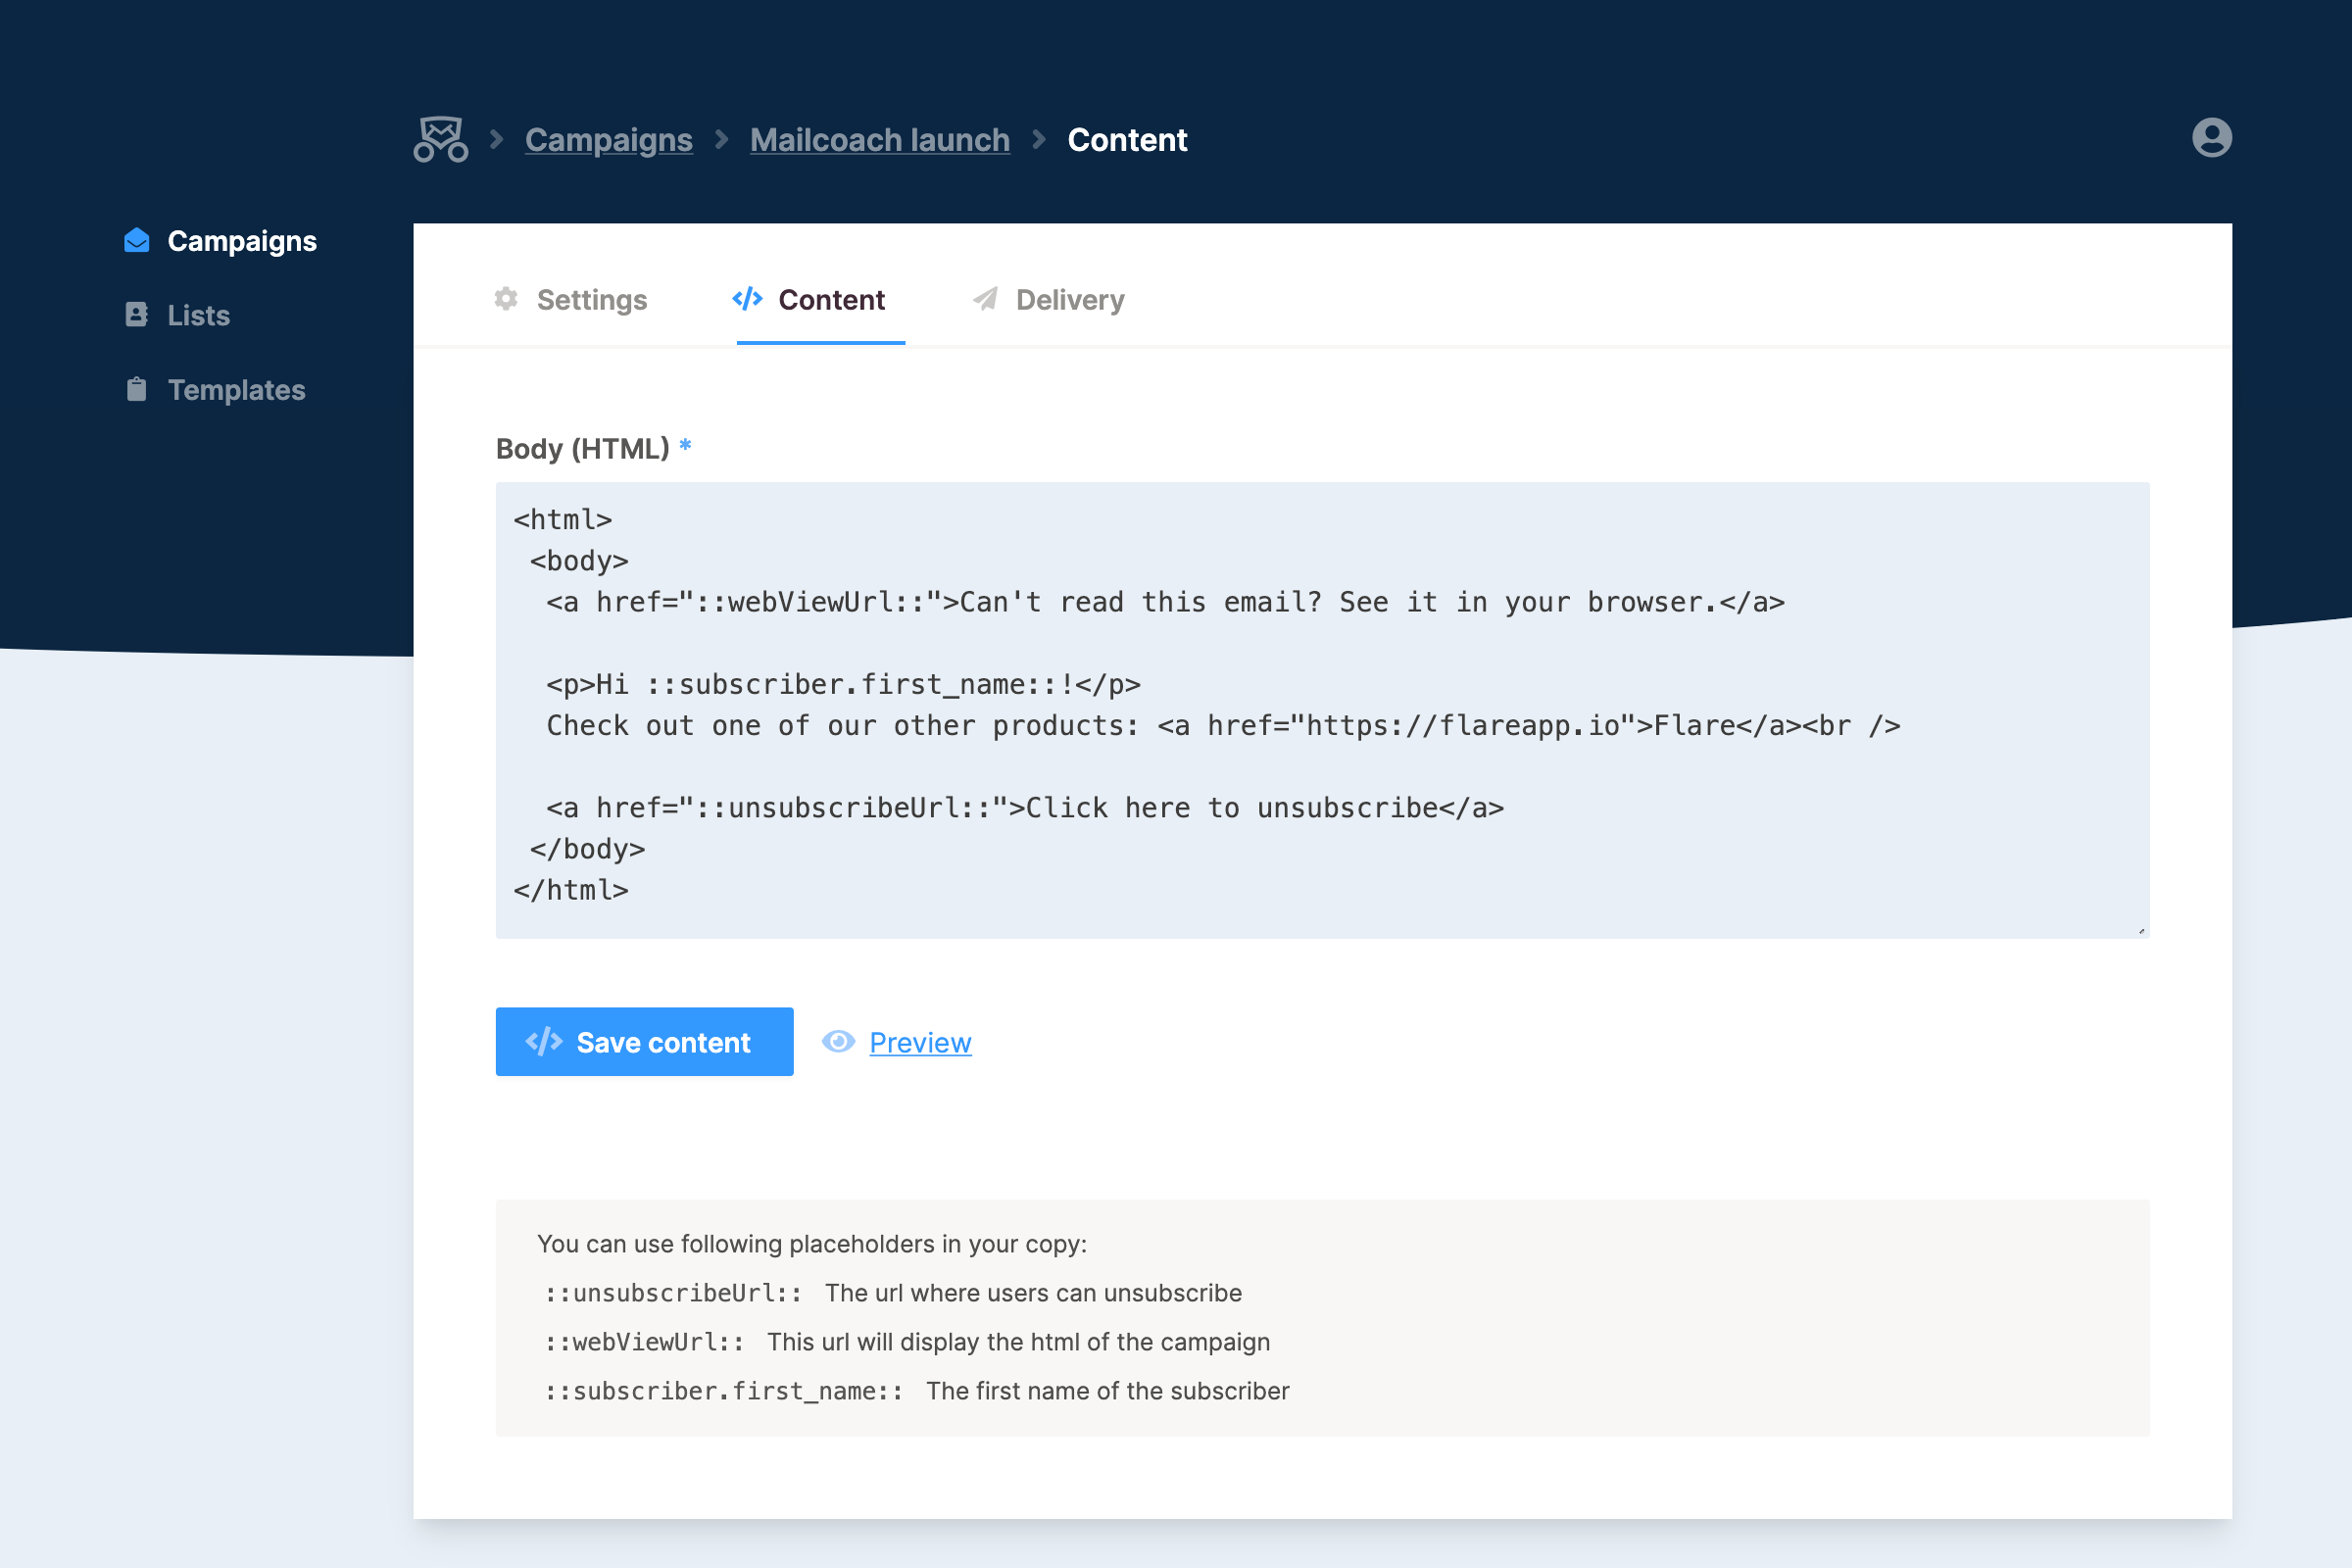 Campaigns Mailcoach launch Content
Campaigns
Lists
Templates
Settings Content Delivery
Body (HTML) *
<html>
<body>
<a href="::webViewUrl::">Can't read this email? See it in your browser.</a>
<p>Hi ::subscriber.first_name::!</p>
Check out one of our other products: <a href="https://flareapp.io">Flare</a><br />
<a href="::unsubscribeUrl::">Click here to unsubscribe</a>
</body>
</html>
Save content Preview
You can use following placeholders in your copy:
::unsubscribeUrl:: The url where users can unsubscribe
::webViewUrl:: This url will display the html of the campaign
::subscriber.first_name:: The first name of the subscriber